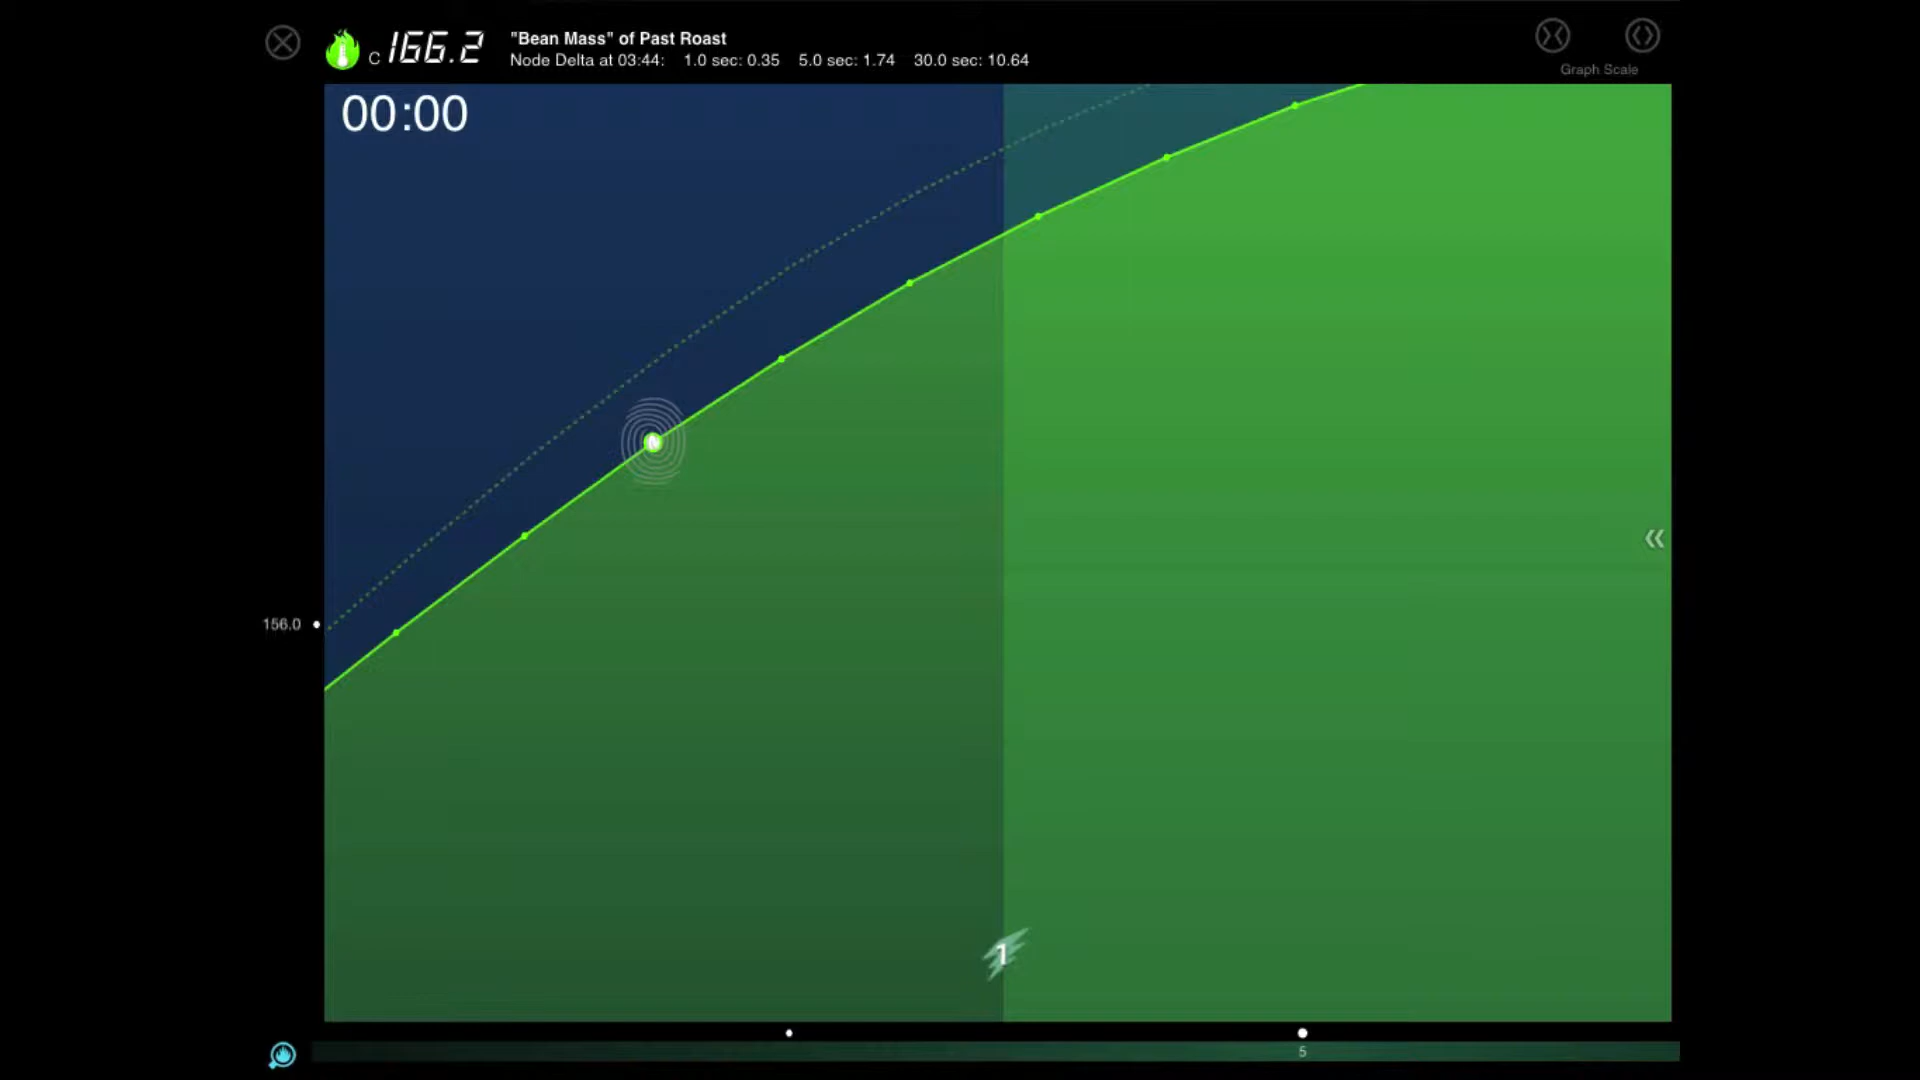 C 166.2
"Bean Mass" of Past Roast
Node Delta at 03:44: 1.0 sec: 0.35 5.0 sec: 1.74 30.0 sec: 10.64
Graph Scale
00:00
156.0
1
5